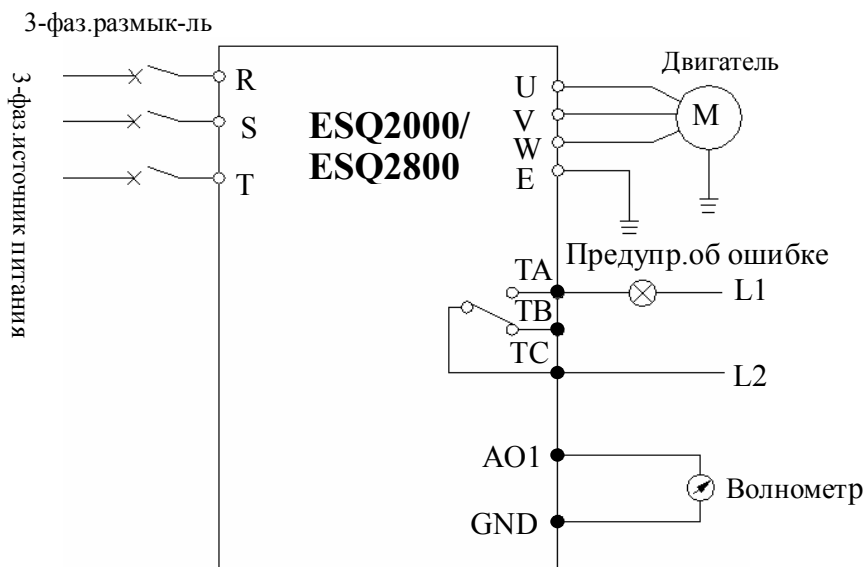 3-фаз.размык-ль
3-фаз.источник питания
R
S
T
ESQ2000/
ESQ2800
U
V
W
E
Двигатель
M
Предупр.об ошибке
TA
TB
TC
L1
L2
AO1
GND
Волнометр